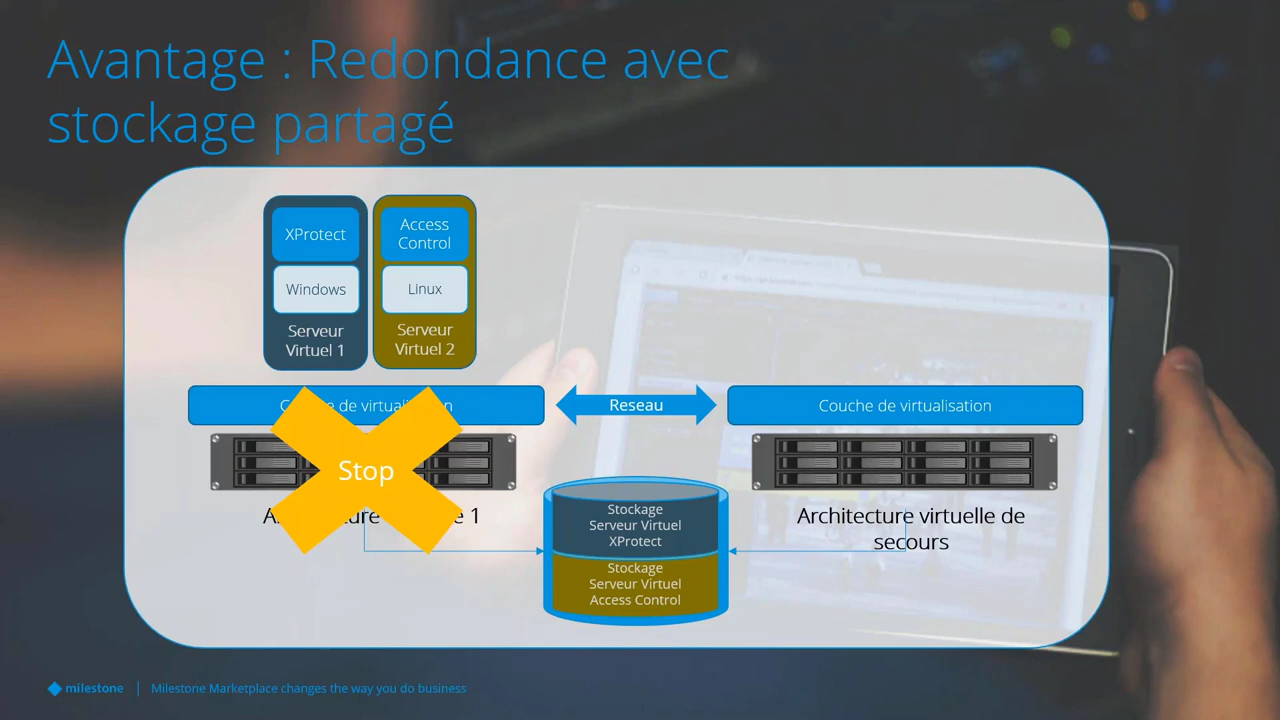 Avantage : Redondance avec
stockage partagé
XProtect
Windows
Serveur
Virtuel 1
Access
Control
Linux
Serveur
Virtuel 2
Reseau
Couche de virtualisation
Stop
Architecture virtuelle de
secours
Stockage
Serveur Virtuel
XProtect
Stockage
Serveur Virtuel
Access Control
milestone
Milestone Marketplace changes the way you do business